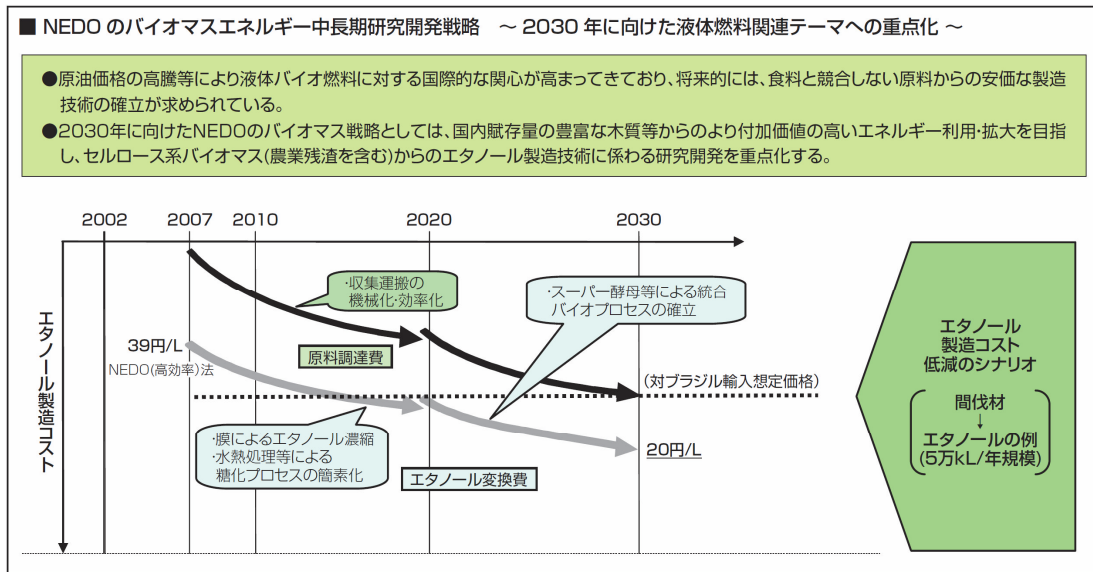 ■ NEDO のバイオマスエネルギー中長期研究開発戦略 ～ 2030 年に向けた液体燃料関連テーマへの重点化 ～
●原油価格の高騰等により液体バイオ燃料に対する国際的な関心が高まってきており、将来的には、食料と競合しない原料からの安価な製造
技術の確立が求められている。
●2030年に向けたNEDOのバイオマス戦略としては、国内賦存量の豊富な木質等からのより付加価値の高いエネルギー利用・拡大を目指
し、セルロース系バイオマス(農業残渣を含む)からのエタノール製造技術に係わる研究開発を重点化する。
2002 2007 2010 2020 2030
エタノール製造コスト
・収集運搬の
機械化・効率化
・スーパー酵母等による統合
バイオプロセスの確立
39円/L
NEDO(高効率)法
原料調達費
(対ブラジル輸入想定価格)
・膜によるエタノール濃縮
・水熱処理等による
糖化プロセスの簡素化
エタノール変換費
20円/L
エタノール
製造コスト
低減のシナリオ
間伐材
↓
エタノールの例
(5万kL/年規模)